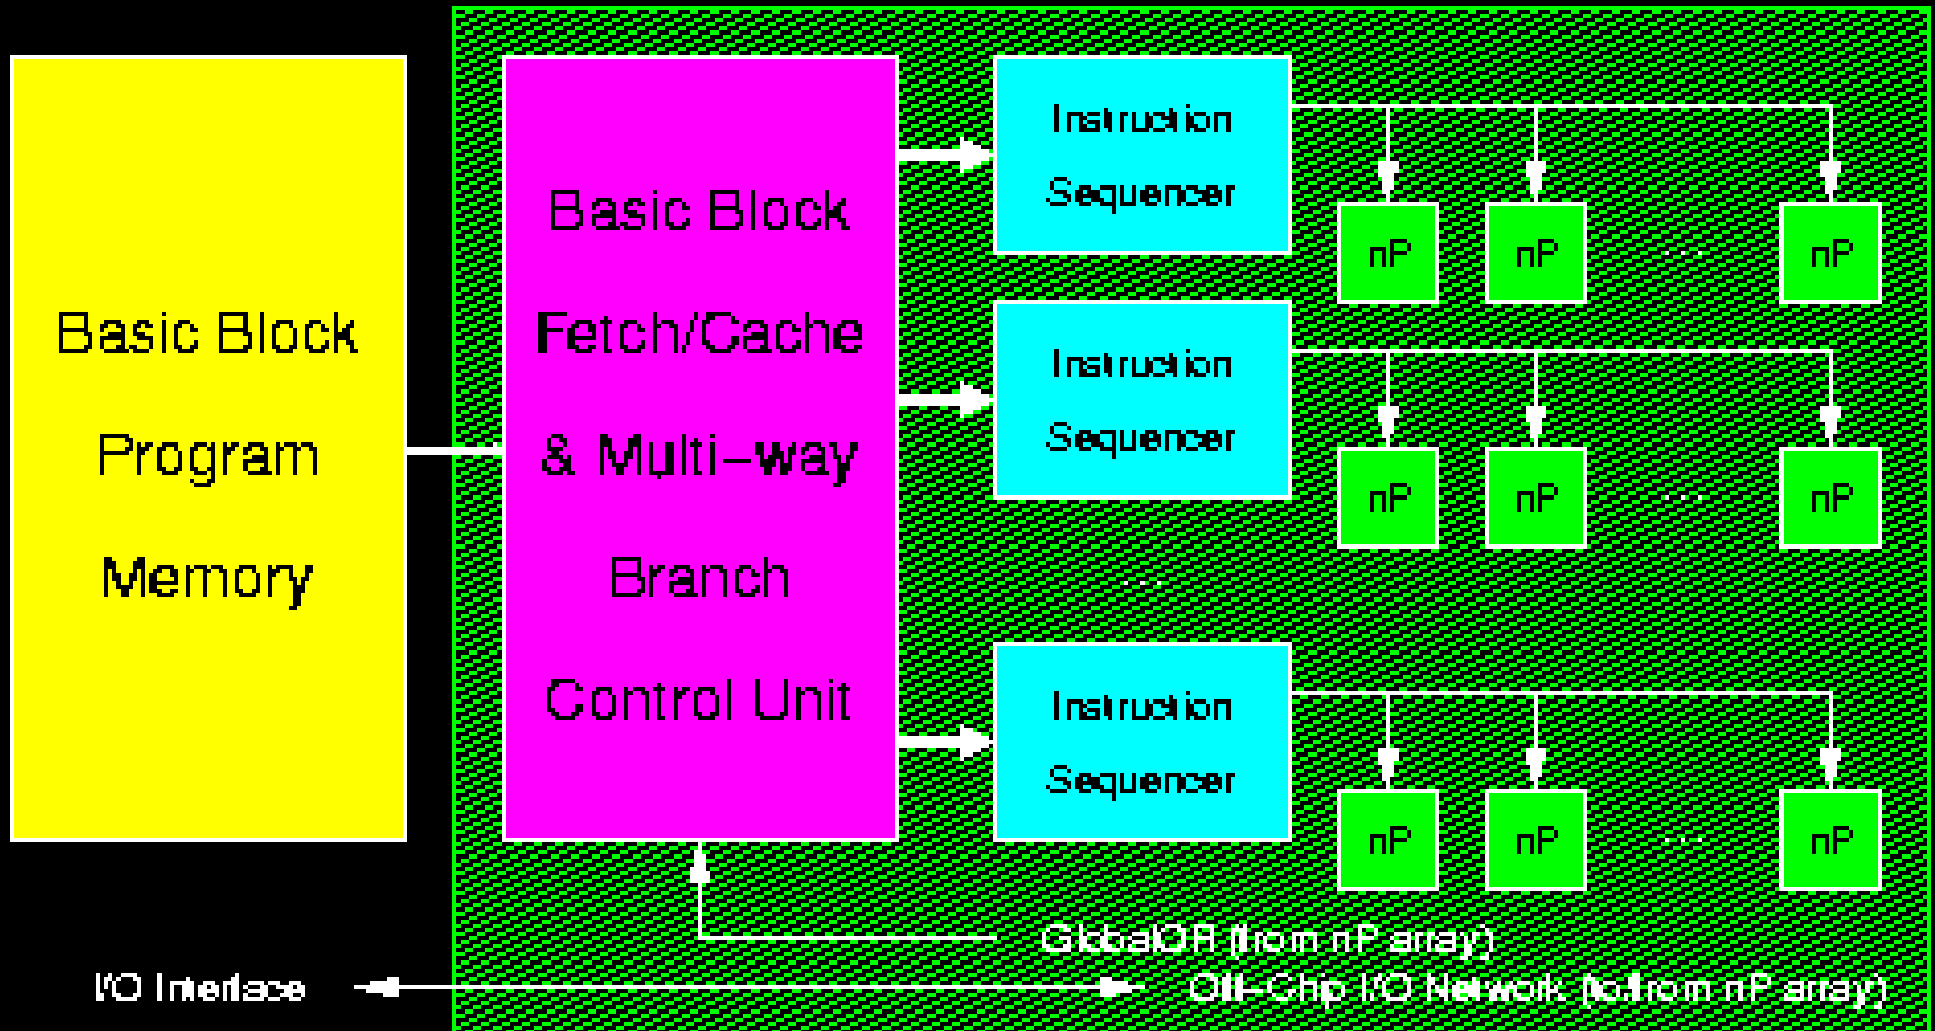 Basic Block
Program
Memory
Basic Block
Fetch/Cache
& Multi–way
Branch
Control Unit
Instruction
Sequencer
nP nP ... nP
Instruction
Sequencer
nP nP ... nP
...
Instruction
Sequencer
nP nP ... nP
GlobalOR (from nP array)
I/O Interface
Off–Chip I/O Network (to/from nP array)